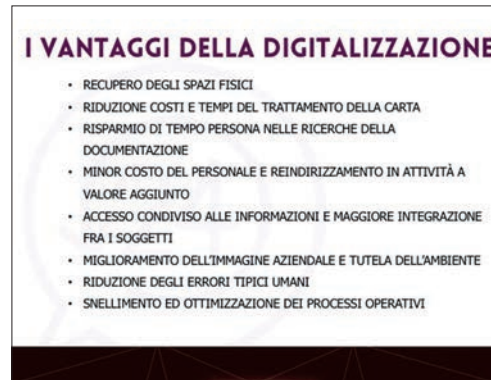 I VANTAGGI DELLA DIGITALIZZAZIONE
• RECUPERO DEGLI SPAZI FISICI
• RIDUZIONE COSTI E TEMPI DEL TRATTAMENTO DELLA CARTA
• RISPARMIO DI TEMPO PERSONA NELLE RICERCHE DELLA
DOCUMENTAZIONE
• MINOR COSTO DEL PERSONALE E REINDIRIZZAMENTO IN ATTIVITÀ A
VALORE AGGIUNTO
• ACCESSO CONDIVISO ALLE INFORMAZIONI E MAGGIORE INTEGRAZIONE
FRA I SOGGETTI
• MIGLIORAMENTO DELL'IMMAGINE AZIENDALE E TUTELA DELL'AMBIENTE
• RIDUZIONE DEGLI ERRORI TIPICI UMANI
• SNELLIMENTO ED OTTIMIZZAZIONE DEI PROCESSI OPERATIVI